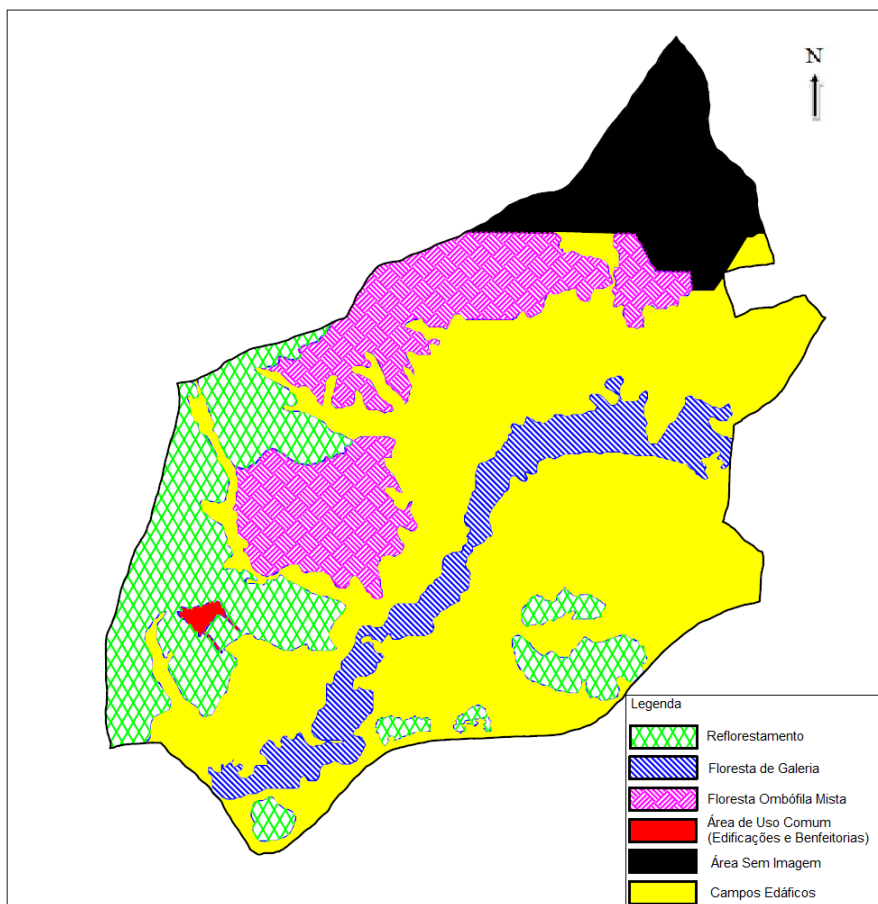 N
Legenda
Reflorestamento
Floresta de Galeria
Floresta Ombófila Mista
Área de Uso Comum
(Edificações e Benfeitorias)
Área Sem Imagem
Campos Edáficos